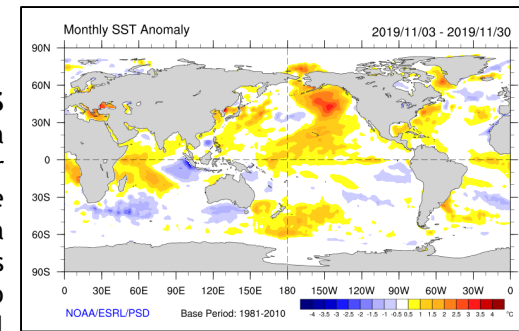 Monthly SST Anomaly 2019/11/03 - 2019/11/30
90N
60N
30N
0
30S
60S
90S
0 30E 60E 90E 120E 150E 180 150W 120W 90W 60W 30W 0
NOAA/ESRL/PSD Base Period: 1981-2010 -4 -3.5 -3 -2.5 -2 -1.5 -1 -0.5 0.5 1 1.5 2 2.5 3 3.5 4 °C